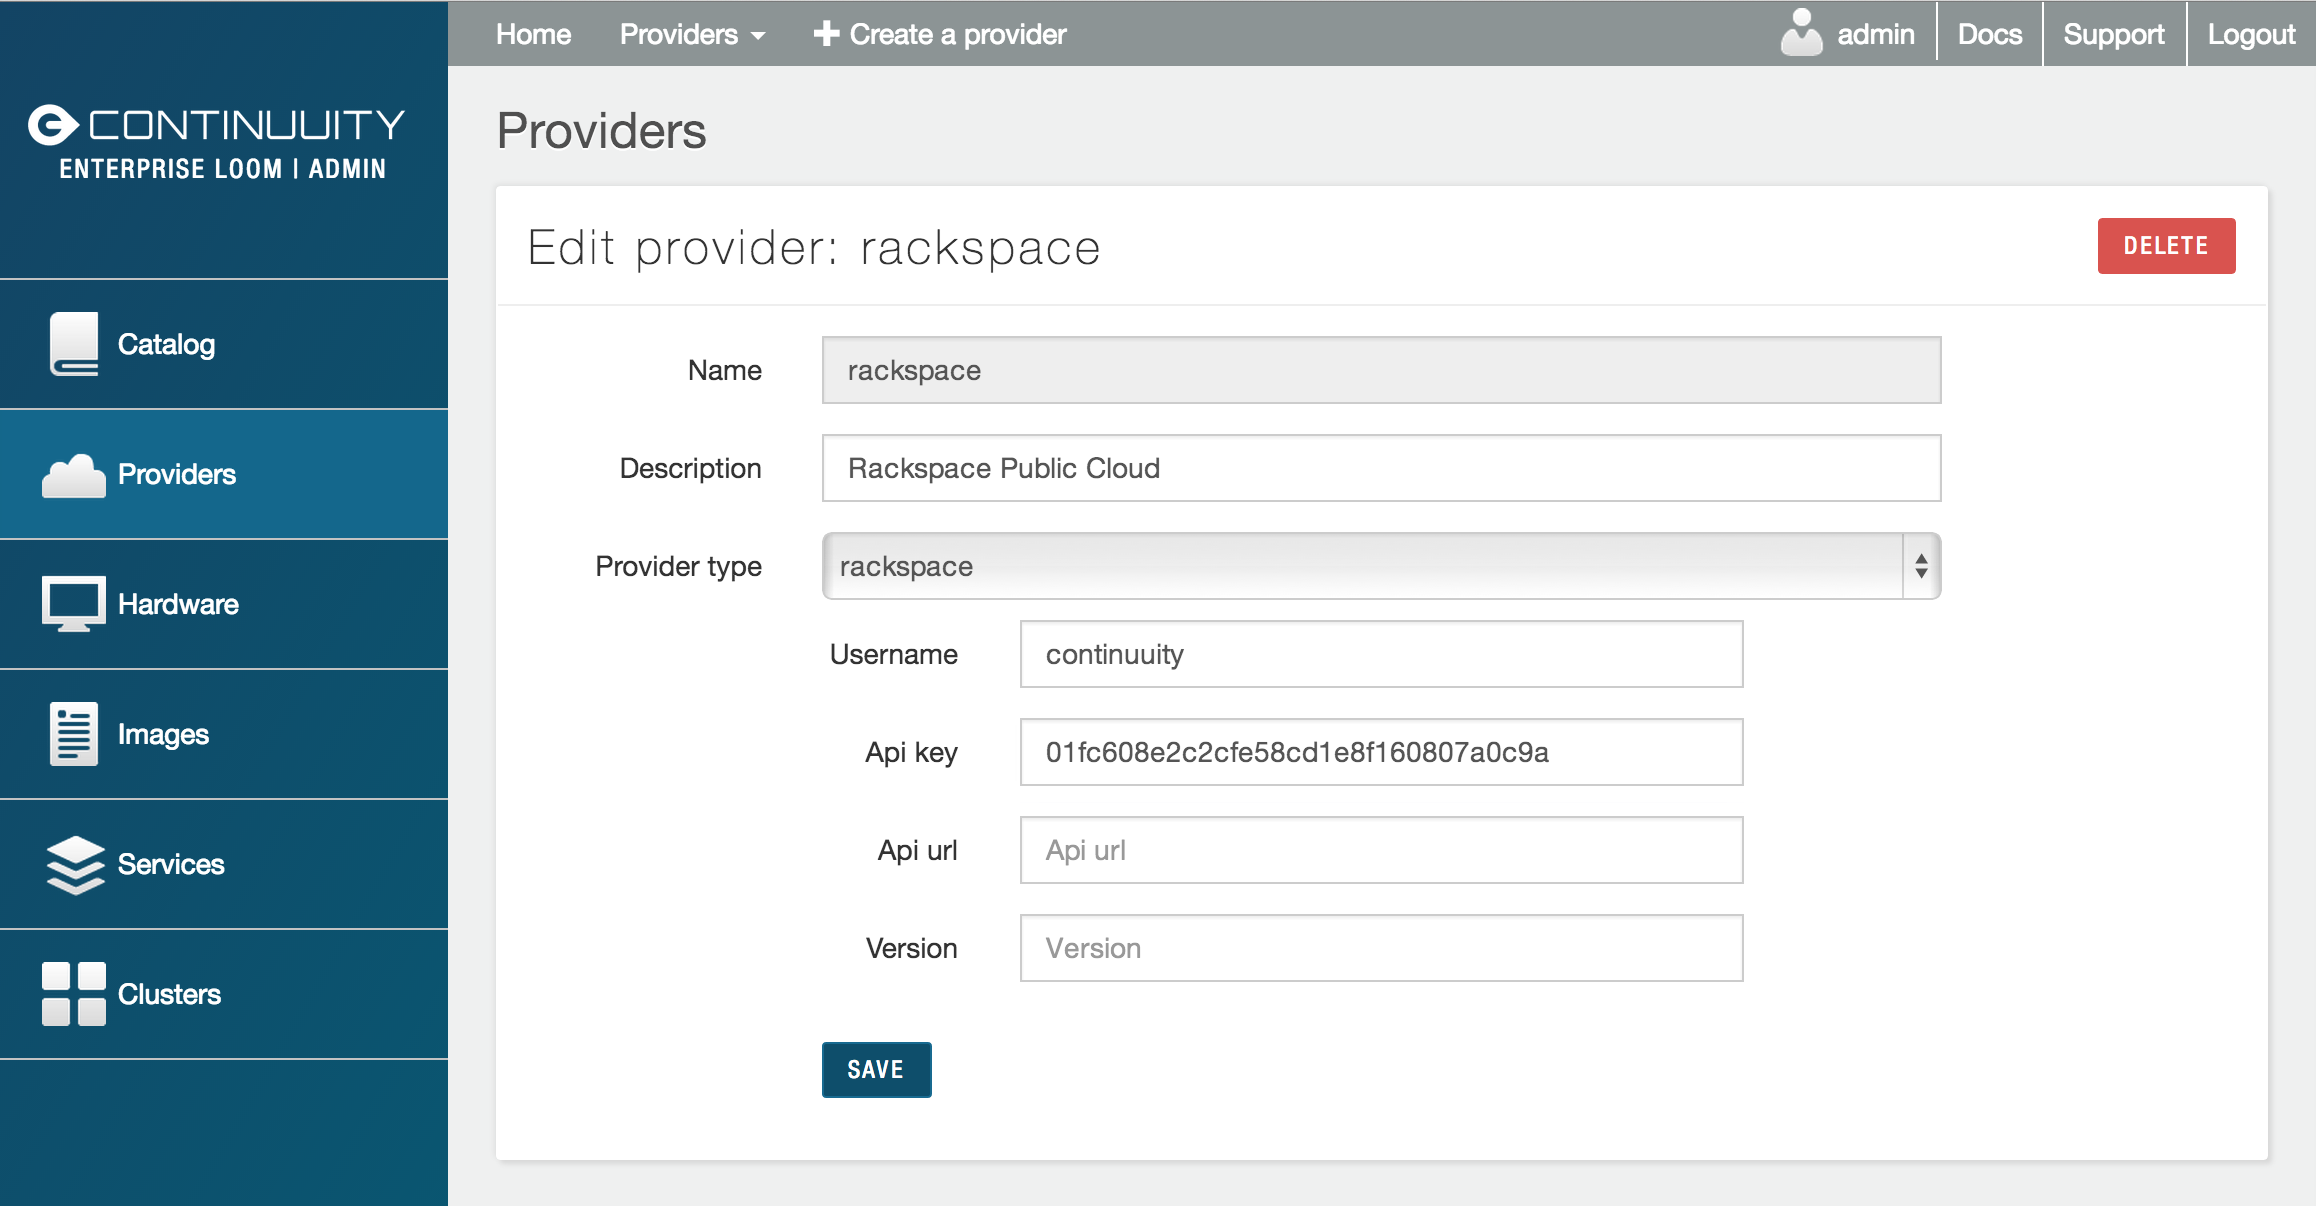 Home Providers Create a provider admin Docs Support Logout
CONTINUUITY
ENTERPRISE LOOM | ADMIN
Catalog
Providers
Hardware
Images
Services
Clusters
Providers
Edit provider: rackspace DELETE
Name rackspace
Description Rackspace Public Cloud
Provider type rackspace
Username continuuity
Api key 01fc608e2c2cfe58cd1e8f160807a0c9a
Api url Api url
Version Version
SAVE